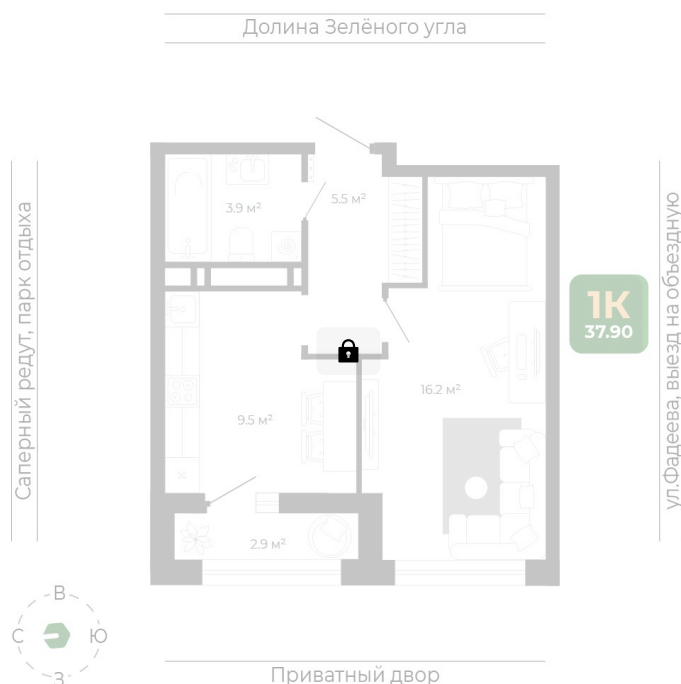 Долина Зелёного угла
Саперный редут, парк отдыха
ул.Фадеева, выезд на объездную
3.9 м²
5.5 м²
1К
37.90
16.2 м²
9.5 м²
2.9 м²
В
С
Ю
З
Приватный двор